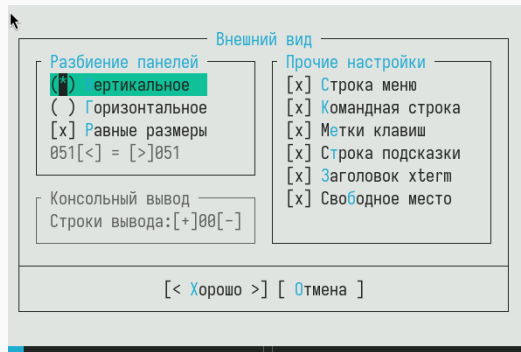 Внешний вид
Разбиение панелей
(*) ертикальное
( ) Горизонтальное
[x] Равные размеры
051[<] = [>]051
Консольный вывод
Строки вывода:[+]00[-]
Прочие настройки
[x] Строка меню
[x] Командная строка
[x] Метки клавиш
[x] Строка подсказки
[x] Заголовок xterm
[x] Свободное место
[< Хорошо >] [ Отмена ]